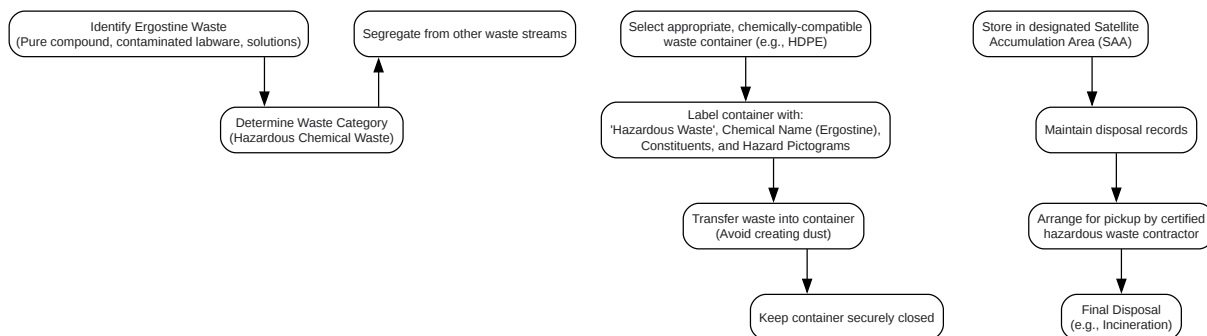 Identify Ergostine Waste
(Pure compound, contaminated labware, solutions)
Determine Waste Category
(Hazardous Chemical Waste)
Segregate from other waste streams
Select appropriate, chemically-compatible
waste container (e.g., HDPE)
Label container with:
'Hazardous Waste', Chemical Name (Ergostine),
Constituents, and Hazard Pictograms
Transfer waste into container
(Avoid creating dust)
Keep container securely closed
Store in designated Satellite
Accumulation Area (SAA)
Maintain disposal records
Arrange for pickup by certified
hazardous waste contractor
Final Disposal
(e.g., Incineration)